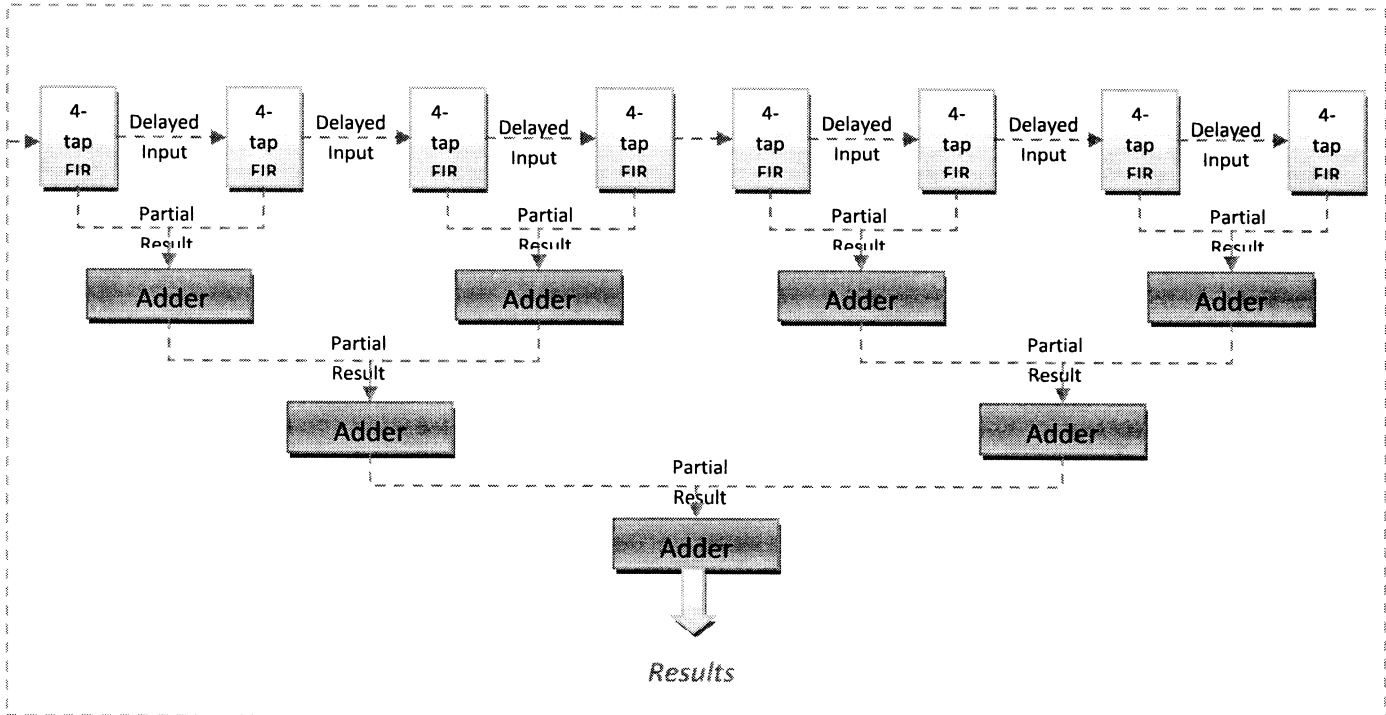 4-
tap
FIR
Delayed
Input
4-
tap
FIR
Delayed
Input
4-
tap
FIR
Delayed
Input
4-
tap
FIR
4-
tap
FIR
Delayed
Input
4-
tap
FIR
Delayed
Input
4-
tap
FIR
Delayed
Input
4-
tap
FIR
Partial
Result
Partial
Result
Partial
Result
Partial
Result
Adder
Adder
Adder
Adder
Partial
Result
Partial
Result
Adder
Adder
Partial
Result
Adder
Results